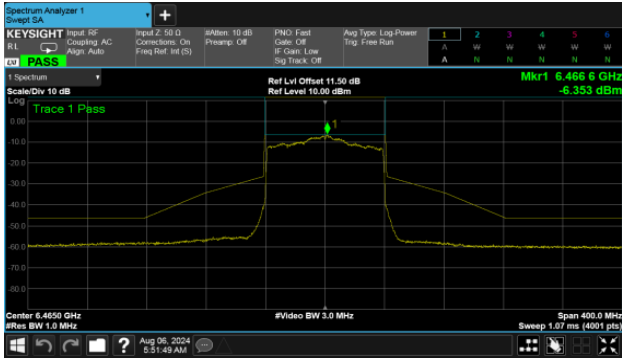 Spectrum Analyzer 1
Swept SA
+
KEYSIGHT
RL
PASS
Input: RF
Coupling: AC
Align: Auto
Input Z: 50 Ω
Corrections: On
Freq Ref: Int (S)
#Atten: 10 dB
Preamp: Off
PNO: Fast
Gate: Off
IF Gain: Low
Sig Track: Off
Avg Type: Log-Power
Trig: Free Run
1 2 3 4 5 6
A W W W W W
A N N N N N
1 Spectrum
Scale/Div 10 dB
Ref Lvl Offset 11.50 dB
Ref Level 10.00 dBm
Mkr1 6.466 6 GHz
-6.353 dBm
Log
Trace 1 Pass
1
0.00
-10.0
-20.0
-30.0
-40.0
-50.0
-60.0
-70.0
-80.0
Center 6.4650 GHz
#Res BW 1.0 MHz
#Video BW 3.0 MHz
Span 400.0 MHz
Sweep 1.07 ms (4001 pts)
?
Aug 06, 2024
5:51:49 AM